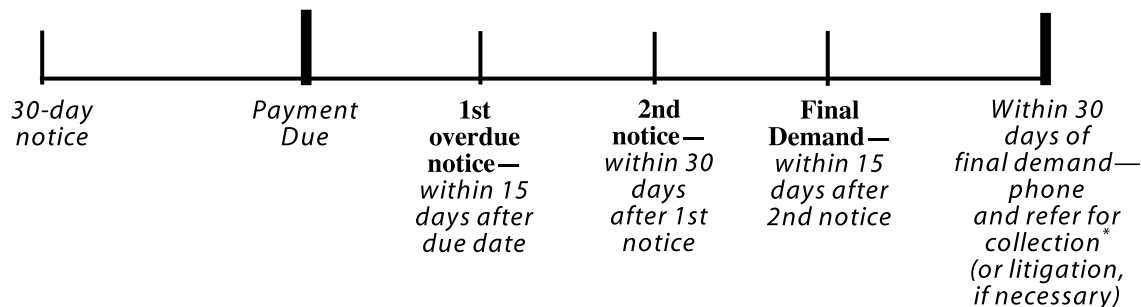 30-day
notice
Payment
Due
1st
overdue
notice—
within 15
days after
due date
2nd
notice—
within 30
days
after 1st
notice
Final
Demand—
within 15
days after
2nd notice
Within 30
days of
final demand—
phone
and refer for
collection*
(or litigation,
if necessary)